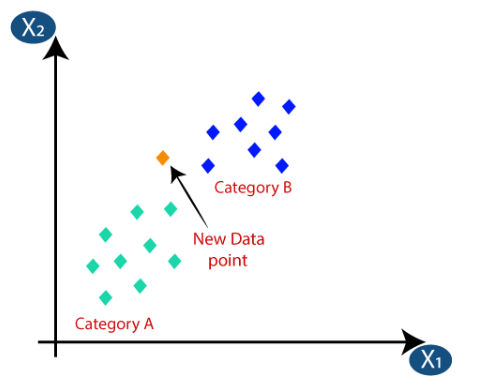 X₂
Category B
New Data
point
Category A
X₁